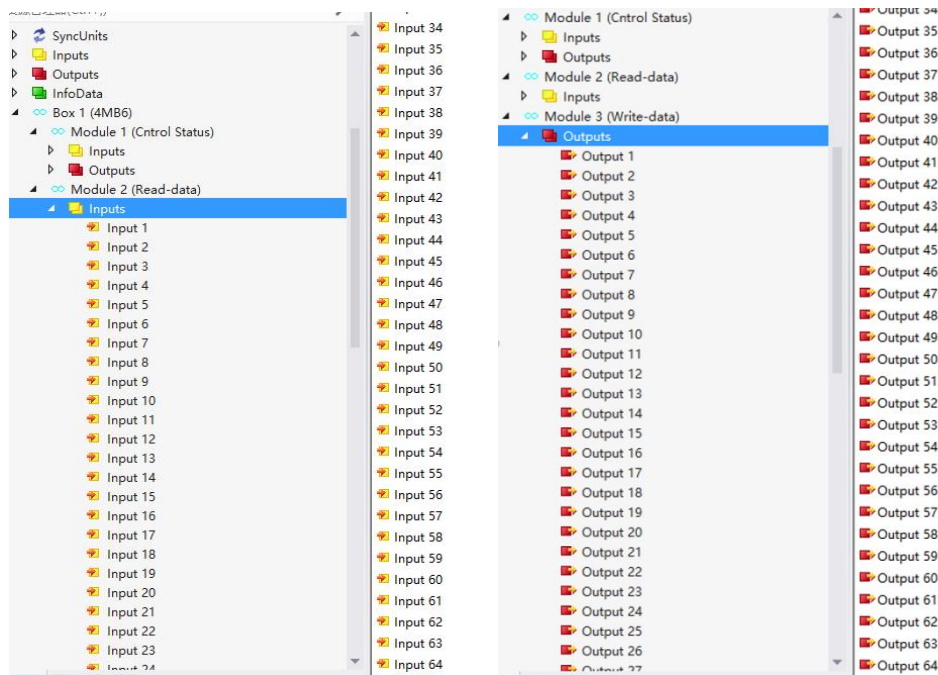 SyncUnits
Inputs
Outputs
InfoData
Box 1 (4MB6)
Module 1 (Cntrol Status)
Inputs
Outputs
Module 2 (Read-data)
Inputs
Input 1
Input 2
Input 3
Input 4
Input 5
Input 6
Input 7
Input 8
Input 9
Input 10
Input 11
Input 12
Input 13
Input 14
Input 15
Input 16
Input 17
Input 18
Input 19
Input 20
Input 21
Input 22
Input 23
Input 24
Input 34
Input 35
Input 36
Input 37
Input 38
Input 39
Input 40
Input 41
Input 42
Input 43
Input 44
Input 45
Input 46
Input 47
Input 48
Input 49
Input 50
Input 51
Input 52
Input 53
Input 54
Input 55
Input 56
Input 57
Input 58
Input 59
Input 60
Input 61
Input 62
Input 63
Input 64
Module 1 (Cntrol Status)
Inputs
Outputs
Module 2 (Read-data)
Inputs
Module 3 (Write-data)
Outputs
Output 1
Output 2
Output 3
Output 4
Output 5
Output 6
Output 7
Output 8
Output 9
Output 10
Output 11
Output 12
Output 13
Output 14
Output 15
Output 16
Output 17
Output 18
Output 19
Output 20
Output 21
Output 22
Output 23
Output 24
Output 25
Output 26
Output 27
Output 34
Output 35
Output 36
Output 37
Output 38
Output 39
Output 40
Output 41
Output 42
Output 43
Output 44
Output 45
Output 46
Output 47
Output 48
Output 49
Output 50
Output 51
Output 52
Output 53
Output 54
Output 55
Output 56
Output 57
Output 58
Output 59
Output 60
Output 61
Output 62
Output 63
Output 64